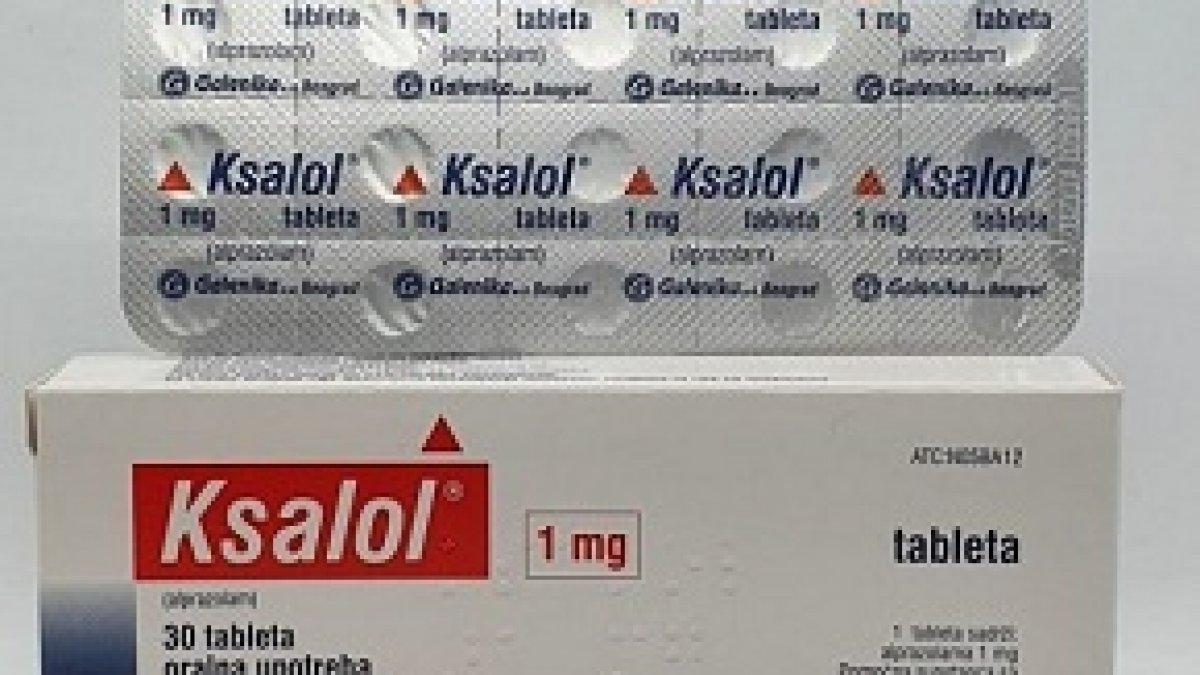 1 mg tableta 1 mg tableta 1 mg tableta 1 mg tableta
(alprazolam) (alprazolam) (alprazolam) (alprazolam)
Galenika a.d. Beograd Galenika a.d. Beograd Galenika a.d. Beograd Galenika a.d. Beograd
Ksalol® Ksalol® Ksalol® Ksalol®
1 mg tableta 1 mg tableta 1 mg tableta 1 mg tableta
(alprazolam) (alprazolam) (alprazolam) (alprazolam)
Galenika a.d. Beograd Galenika a.d. Beograd Galenika a.d. Beograd Galenika a.d. Beograd
ATC:N05BA12
Ksalol®
1 mg
tableta
(alprazolam)
30 tableta
oralna upotreba
1 tableta sadrži:
alprazolama 1 mg